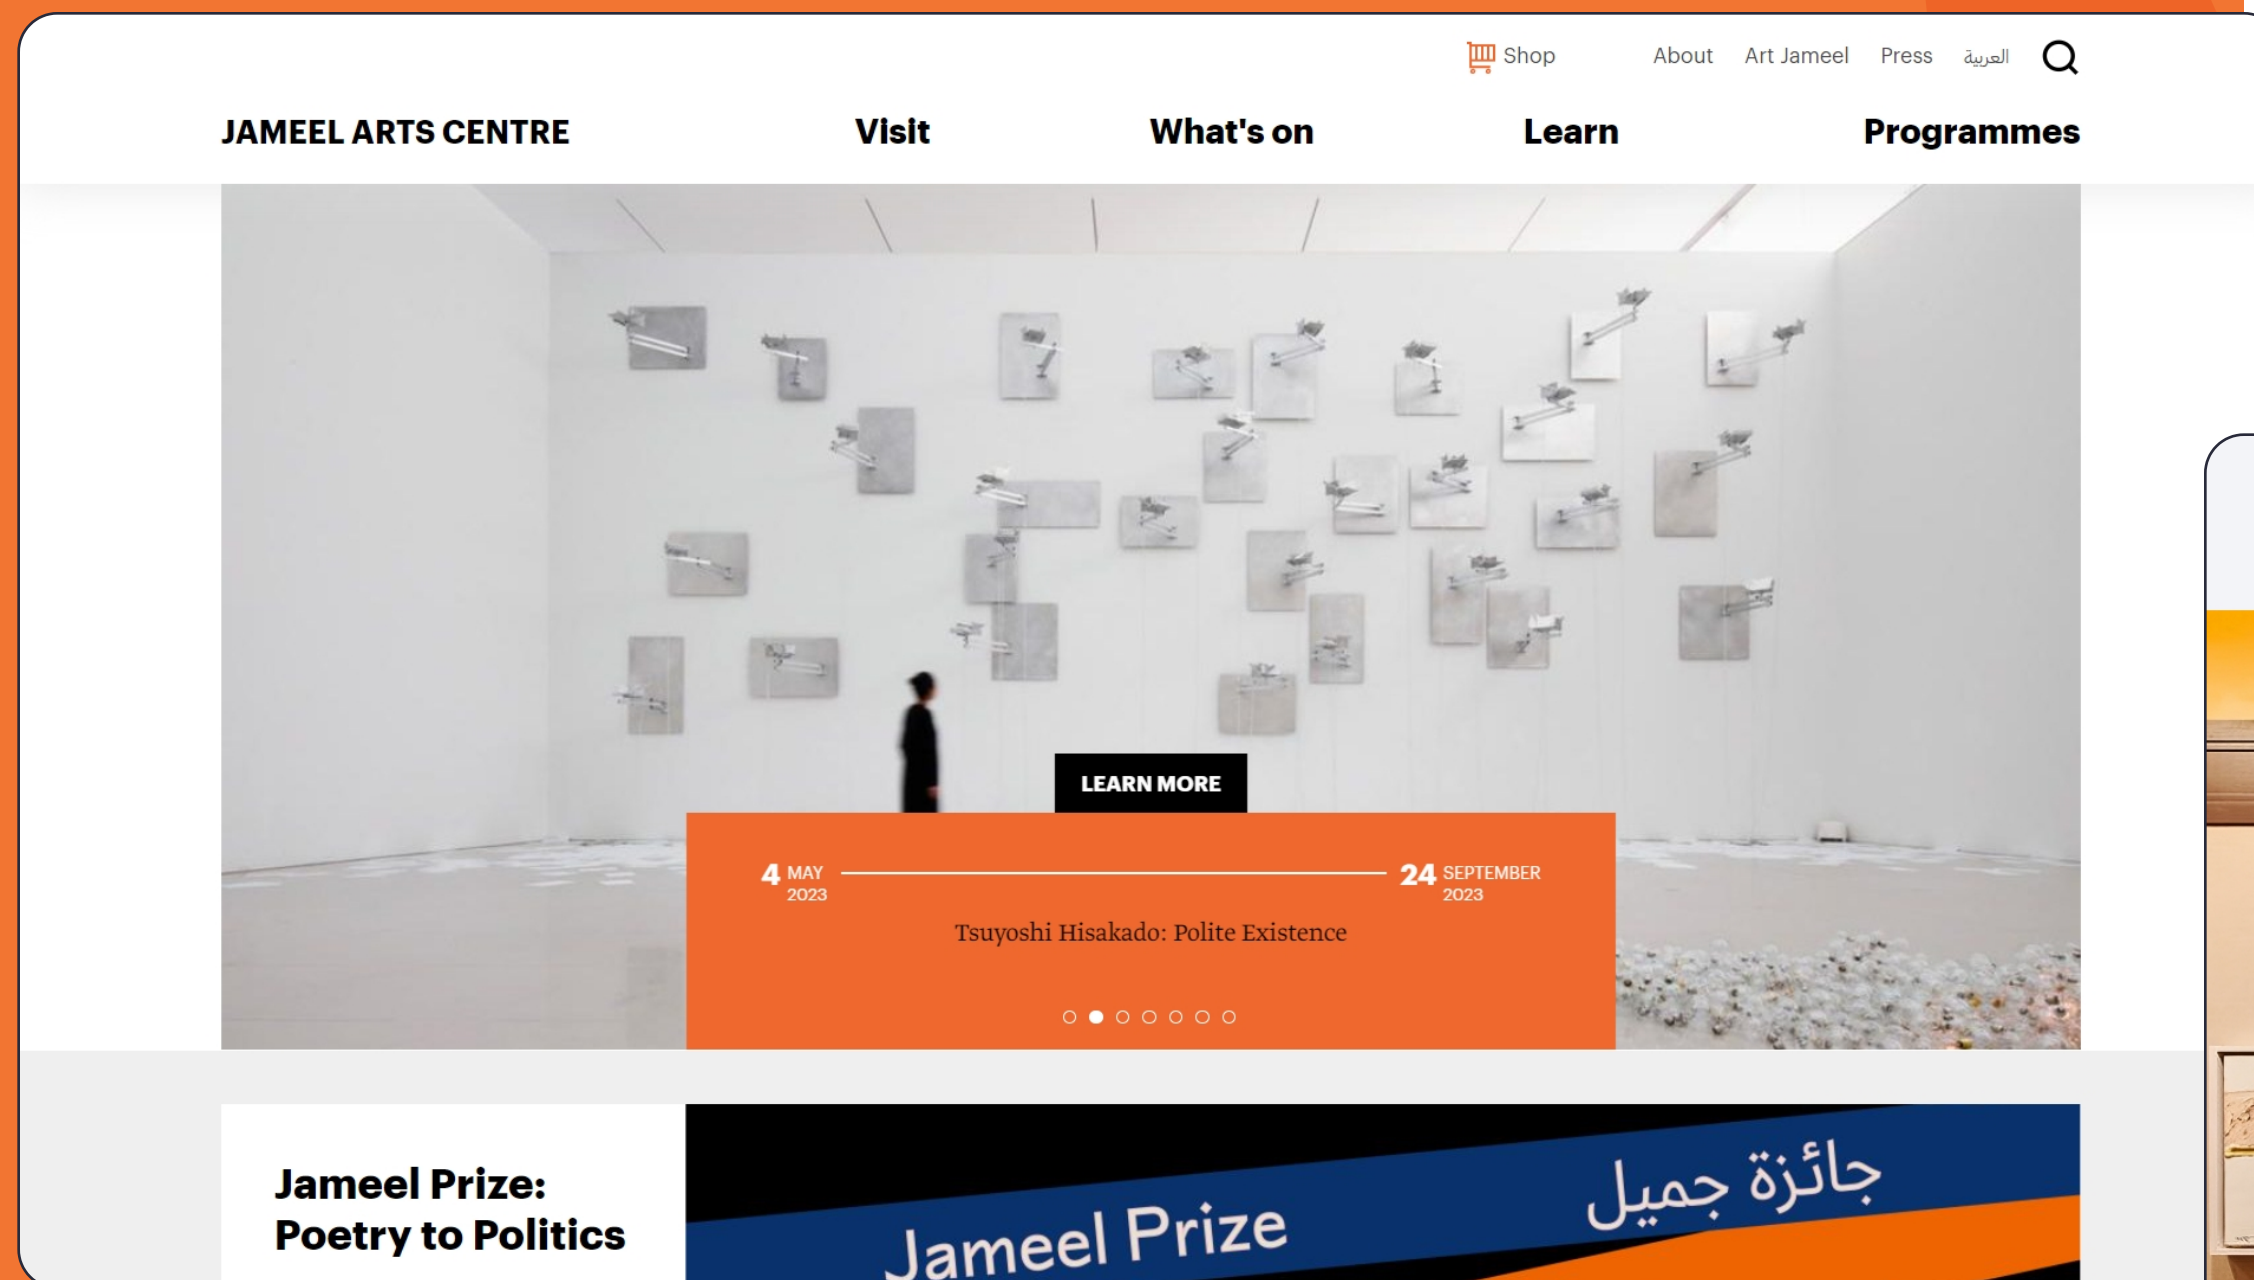 Shop
About
Art Jameel
Press
العربية
JAMEEL ARTS CENTRE
Visit
What's on
Learn
Programmes
LEARN MORE
4 MAY 2023
24 SEPTEMBER 2023
Tsuyoshi Hisakado: Polite Existence
Jameel Prize:
Poetry to Politics
Jameel Prize
جائزة جميل